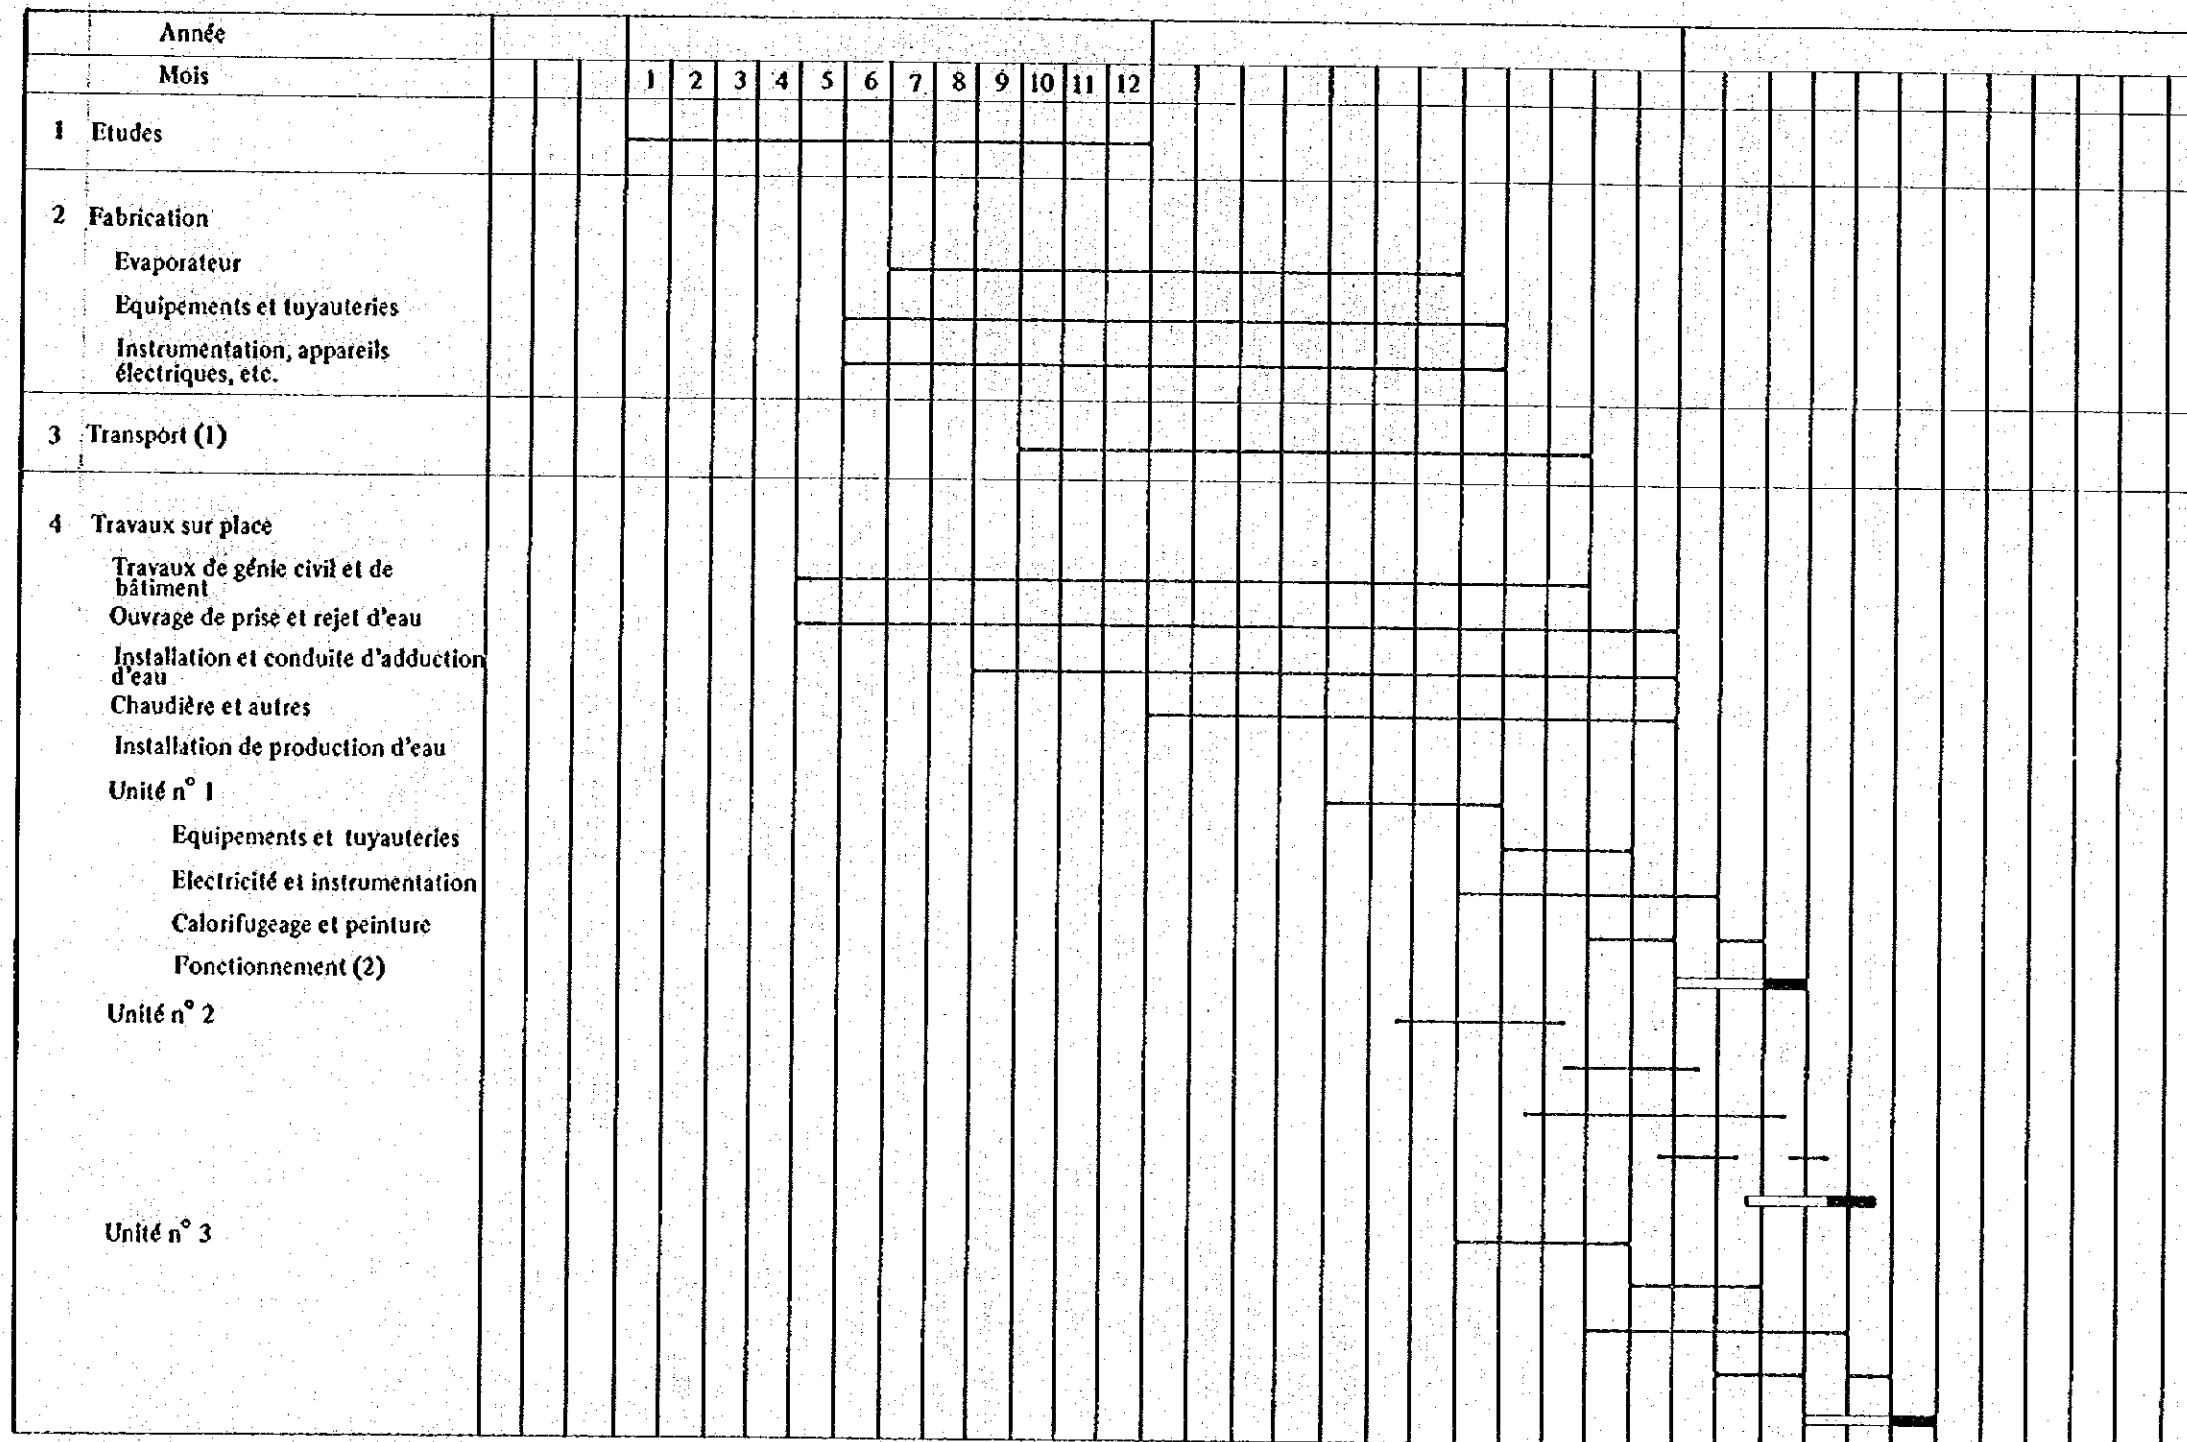 Année
Mois 1 2 3 4 5 6 7 8 9 10 11 12
1 Etudes
2 Fabrication
Evaporateur
Equipements et tuyauteries
Instrumentation, appareils
électriques, etc.
3 Transport (1)
4 Travaux sur place
Travaux de génie civil et de
bâtiment
Ouvrage de prise et rejet d'eau
Installation et conduite d'adduction
d'eau
Chaudière et autres
Installation de production d'eau
Unité n° 1
Equipements et tuyauteries
Electricité et instrumentation
Calorifugeage et peinture
Fonctionnement (2)
Unité n° 2
Unité n° 3